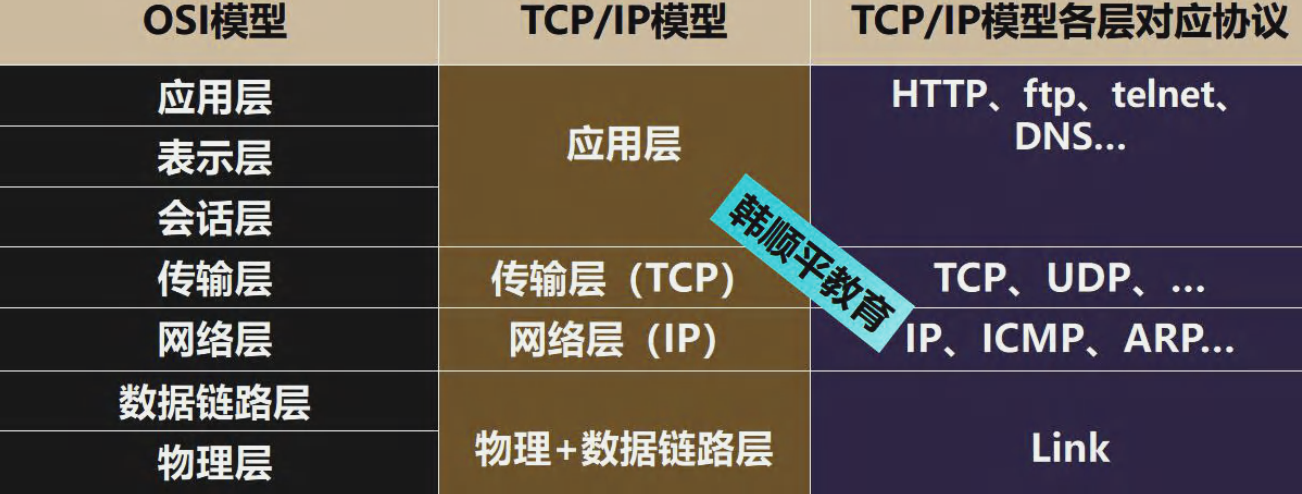 OSI模型
TCP/IP模型
TCP/IP模型各层对应协议
应用层
表示层
会话层
应用层
HTTP、ftp、telnet、
DNS...
传输层
传输层（TCP）
TCP、UDP、...
网络层
网络层（IP）
IP、ICMP、ARP...
数据链路层
物理层
物理+数据链路层
Link
韩顺平教育